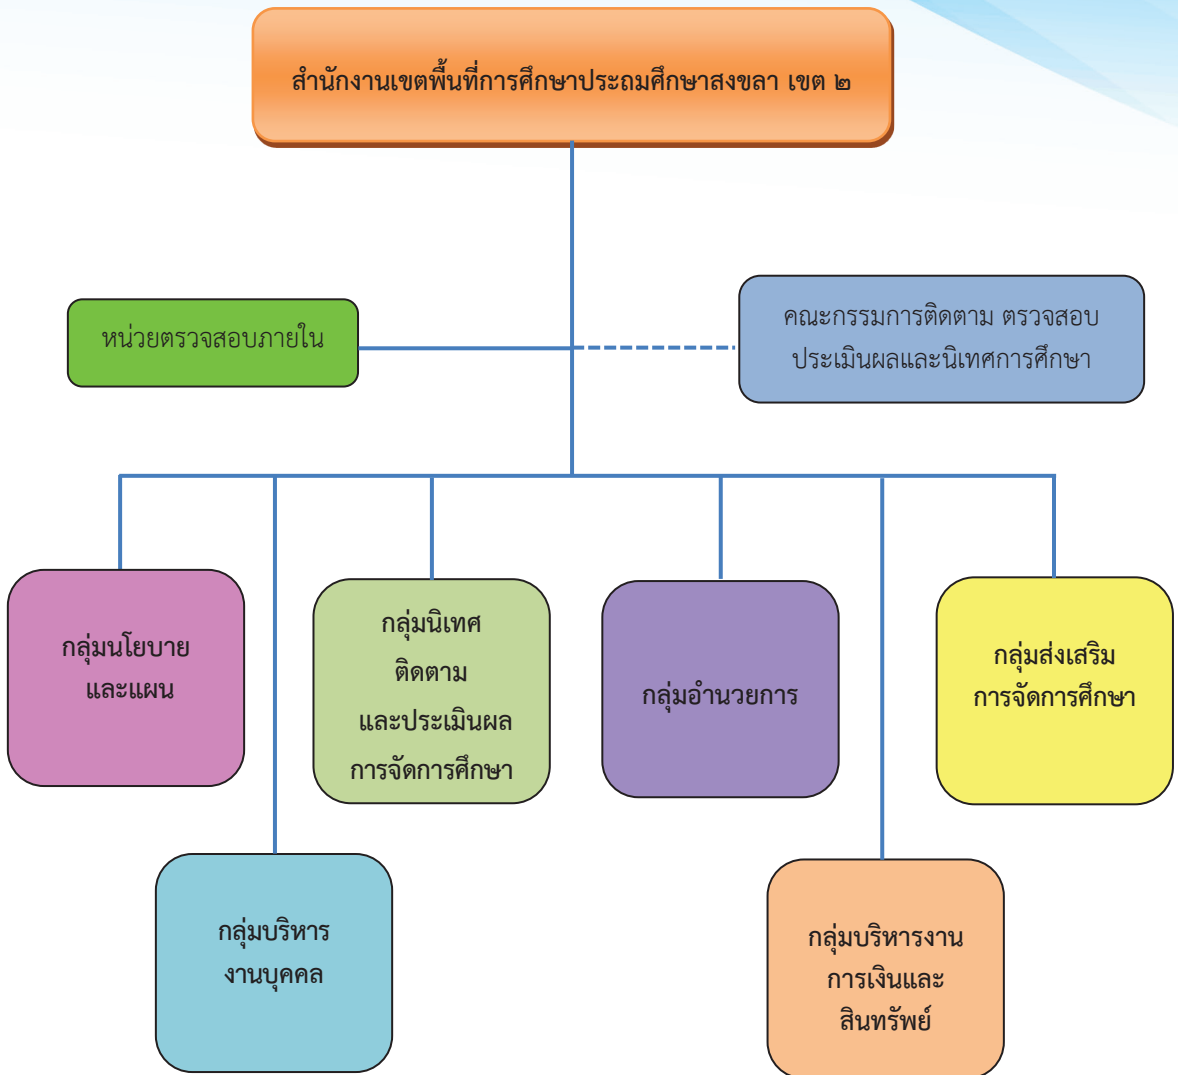 สำนักงานเขตพื้นที่การศึกษาประถมศึกษาสงขลา เขต ๒
หน่วยตรวจสอบภายใน
คณะกรรมการติดตาม ตรวจสอบ
ประเมินผลและนิเทศการศึกษา
กลุ่มนโยบาย
และแผน
กลุ่มนิเทศ
ติดตาม
และประเมินผล
การจัดการศึกษา
กลุ่มอำนวยการ
กลุ่มส่งเสริม
การจัดการศึกษา
กลุ่มบริหาร
งานบุคคล
กลุ่มบริหารงาน
การเงินและ
สินทรัพย์